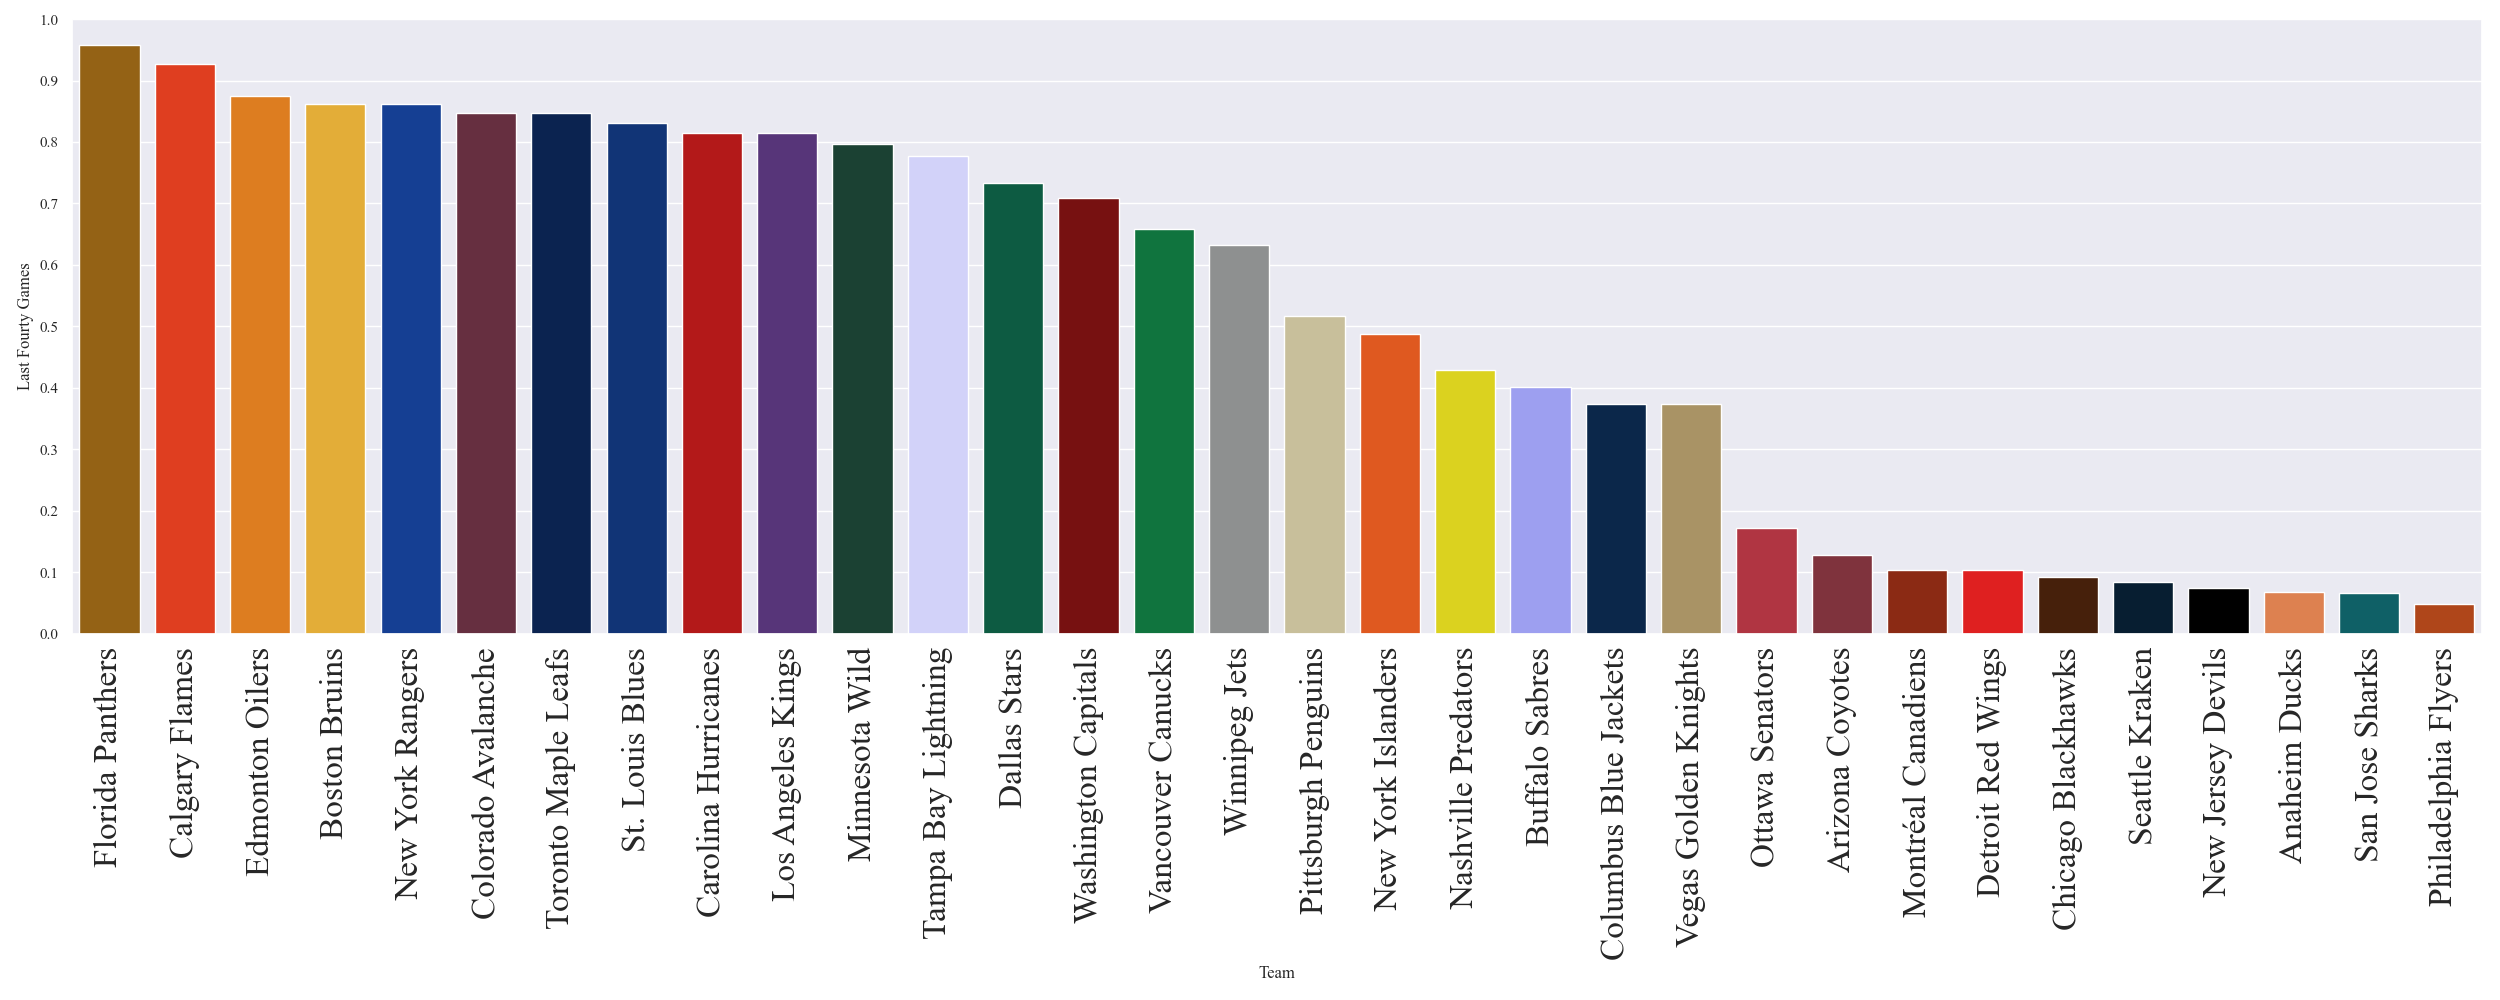 1.0
0.9
0.8
0.7
0.6
0.5
0.4
0.3
0.2
0.1
0.0
Last Fourty Games
Florida Panthers
Calgary Flames
Edmonton Oilers
Boston Bruins
New York Rangers
Colorado Avalanche
Toronto Maple Leafs
St. Louis Blues
Carolina Hurricanes
Los Angeles Kings
Minnesota Wild
Tampa Bay Lightning
Dallas Stars
Washington Capitals
Vancouver Canucks
Winnipeg Jets
Pittsburgh Penguins
New York Islanders
Nashville Predators
Buffalo Sabres
Columbus Blue Jackets
Vegas Golden Knights
Ottawa Senators
Arizona Coyotes
Montréal Canadiens
Detroit Red Wings
Chicago Blackhawks
Seattle Kraken
New Jersey Devils
Anaheim Ducks
San Jose Sharks
Philadelphia Flyers
Team